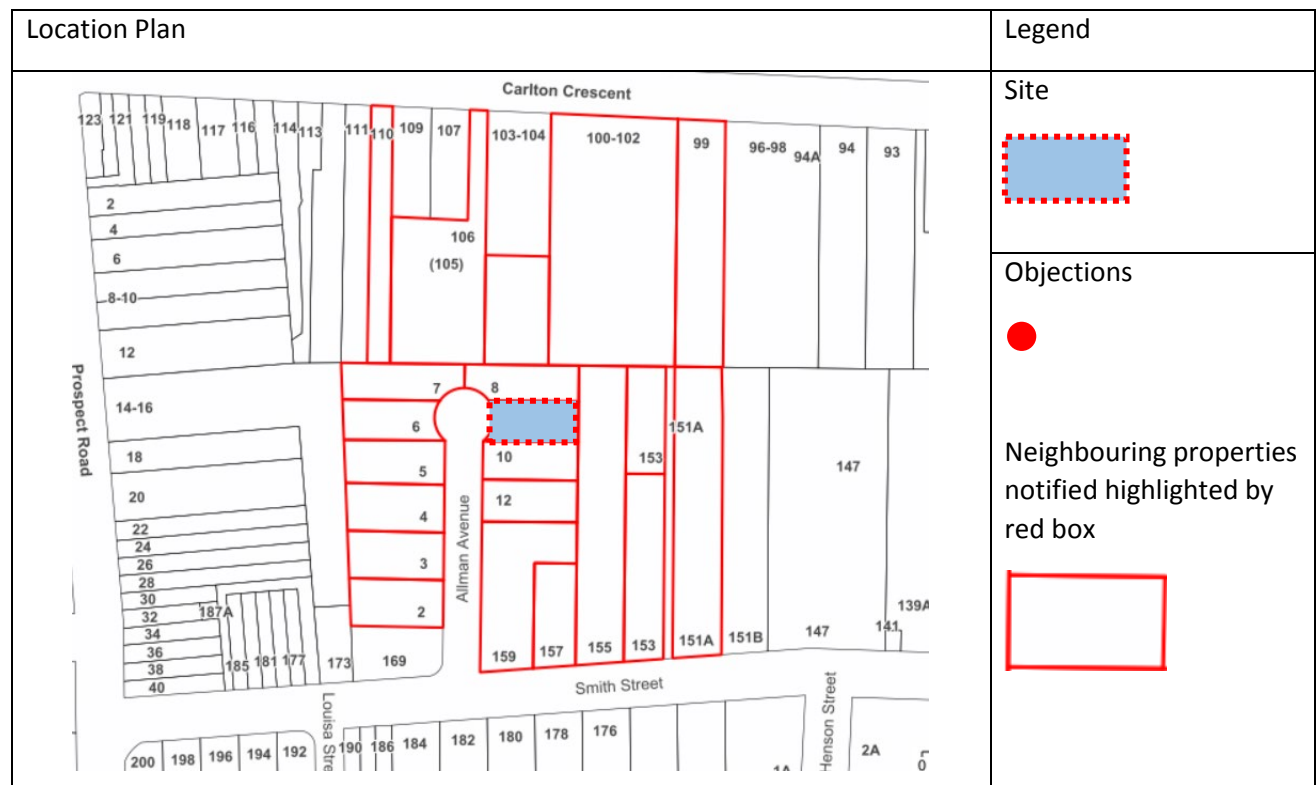 Location Plan
Legend
Carlton Crescent
123 121 119 118 117 116 114 113 111 110 109 107 103-104 100-102 99 96-98 94A 94 93
2
4
6
8-10
12
106
(105)
Prospect Road
14-16
18
20
22
24
26
28
30
32
34
36
38
40
187A
185 181 177 173 169
7
6
5
4
3
2
8
10
12
Allman Avenue
159 157 155 153 151A 151B 147 141
153
151A
147
139A
Smith Street
Louisa Stre
Henson Street
200 198 196 194 192 190 186 184 182 180 178 176
1A
2A
Site
Objections
Neighbouring properties
notified highlighted by
red box